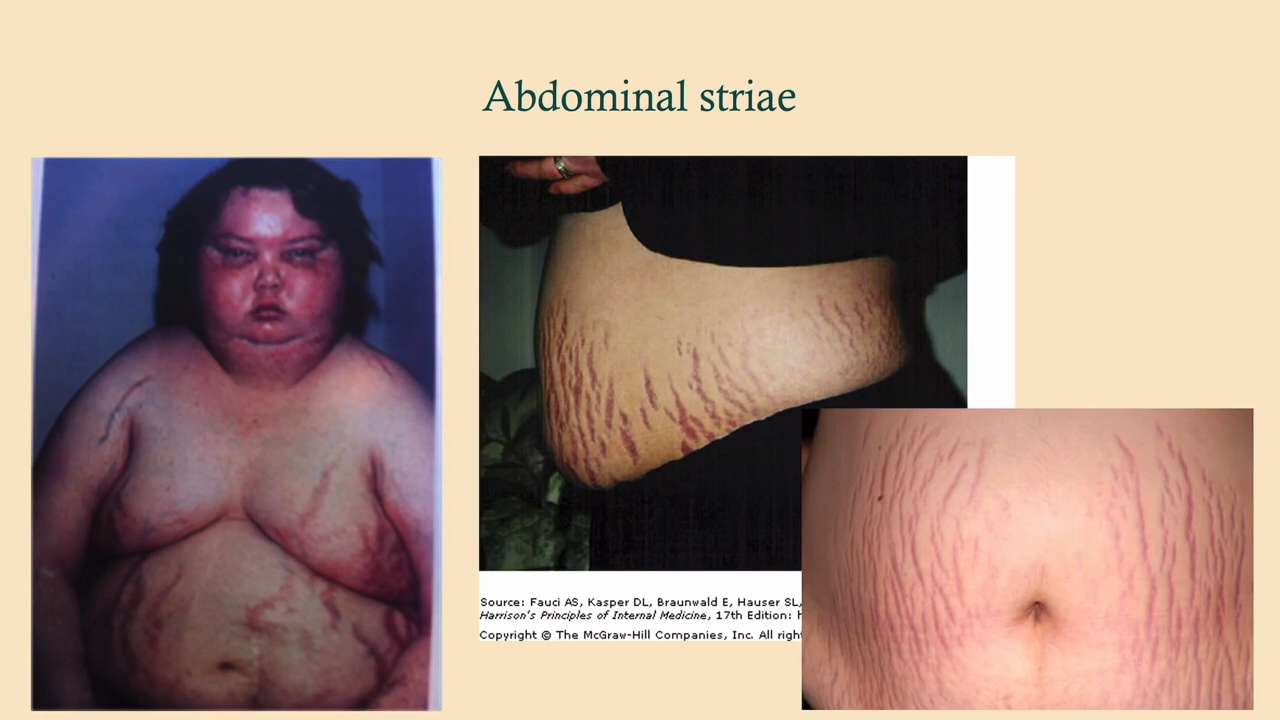 Abdominal striae
Source: Fauci AS, Kasper DL, Braunwald E, Hauser SL,
Harrison's Principles of Internal Medicine, 17th Edition:
Copyright © The McGraw-Hill Companies, Inc. All